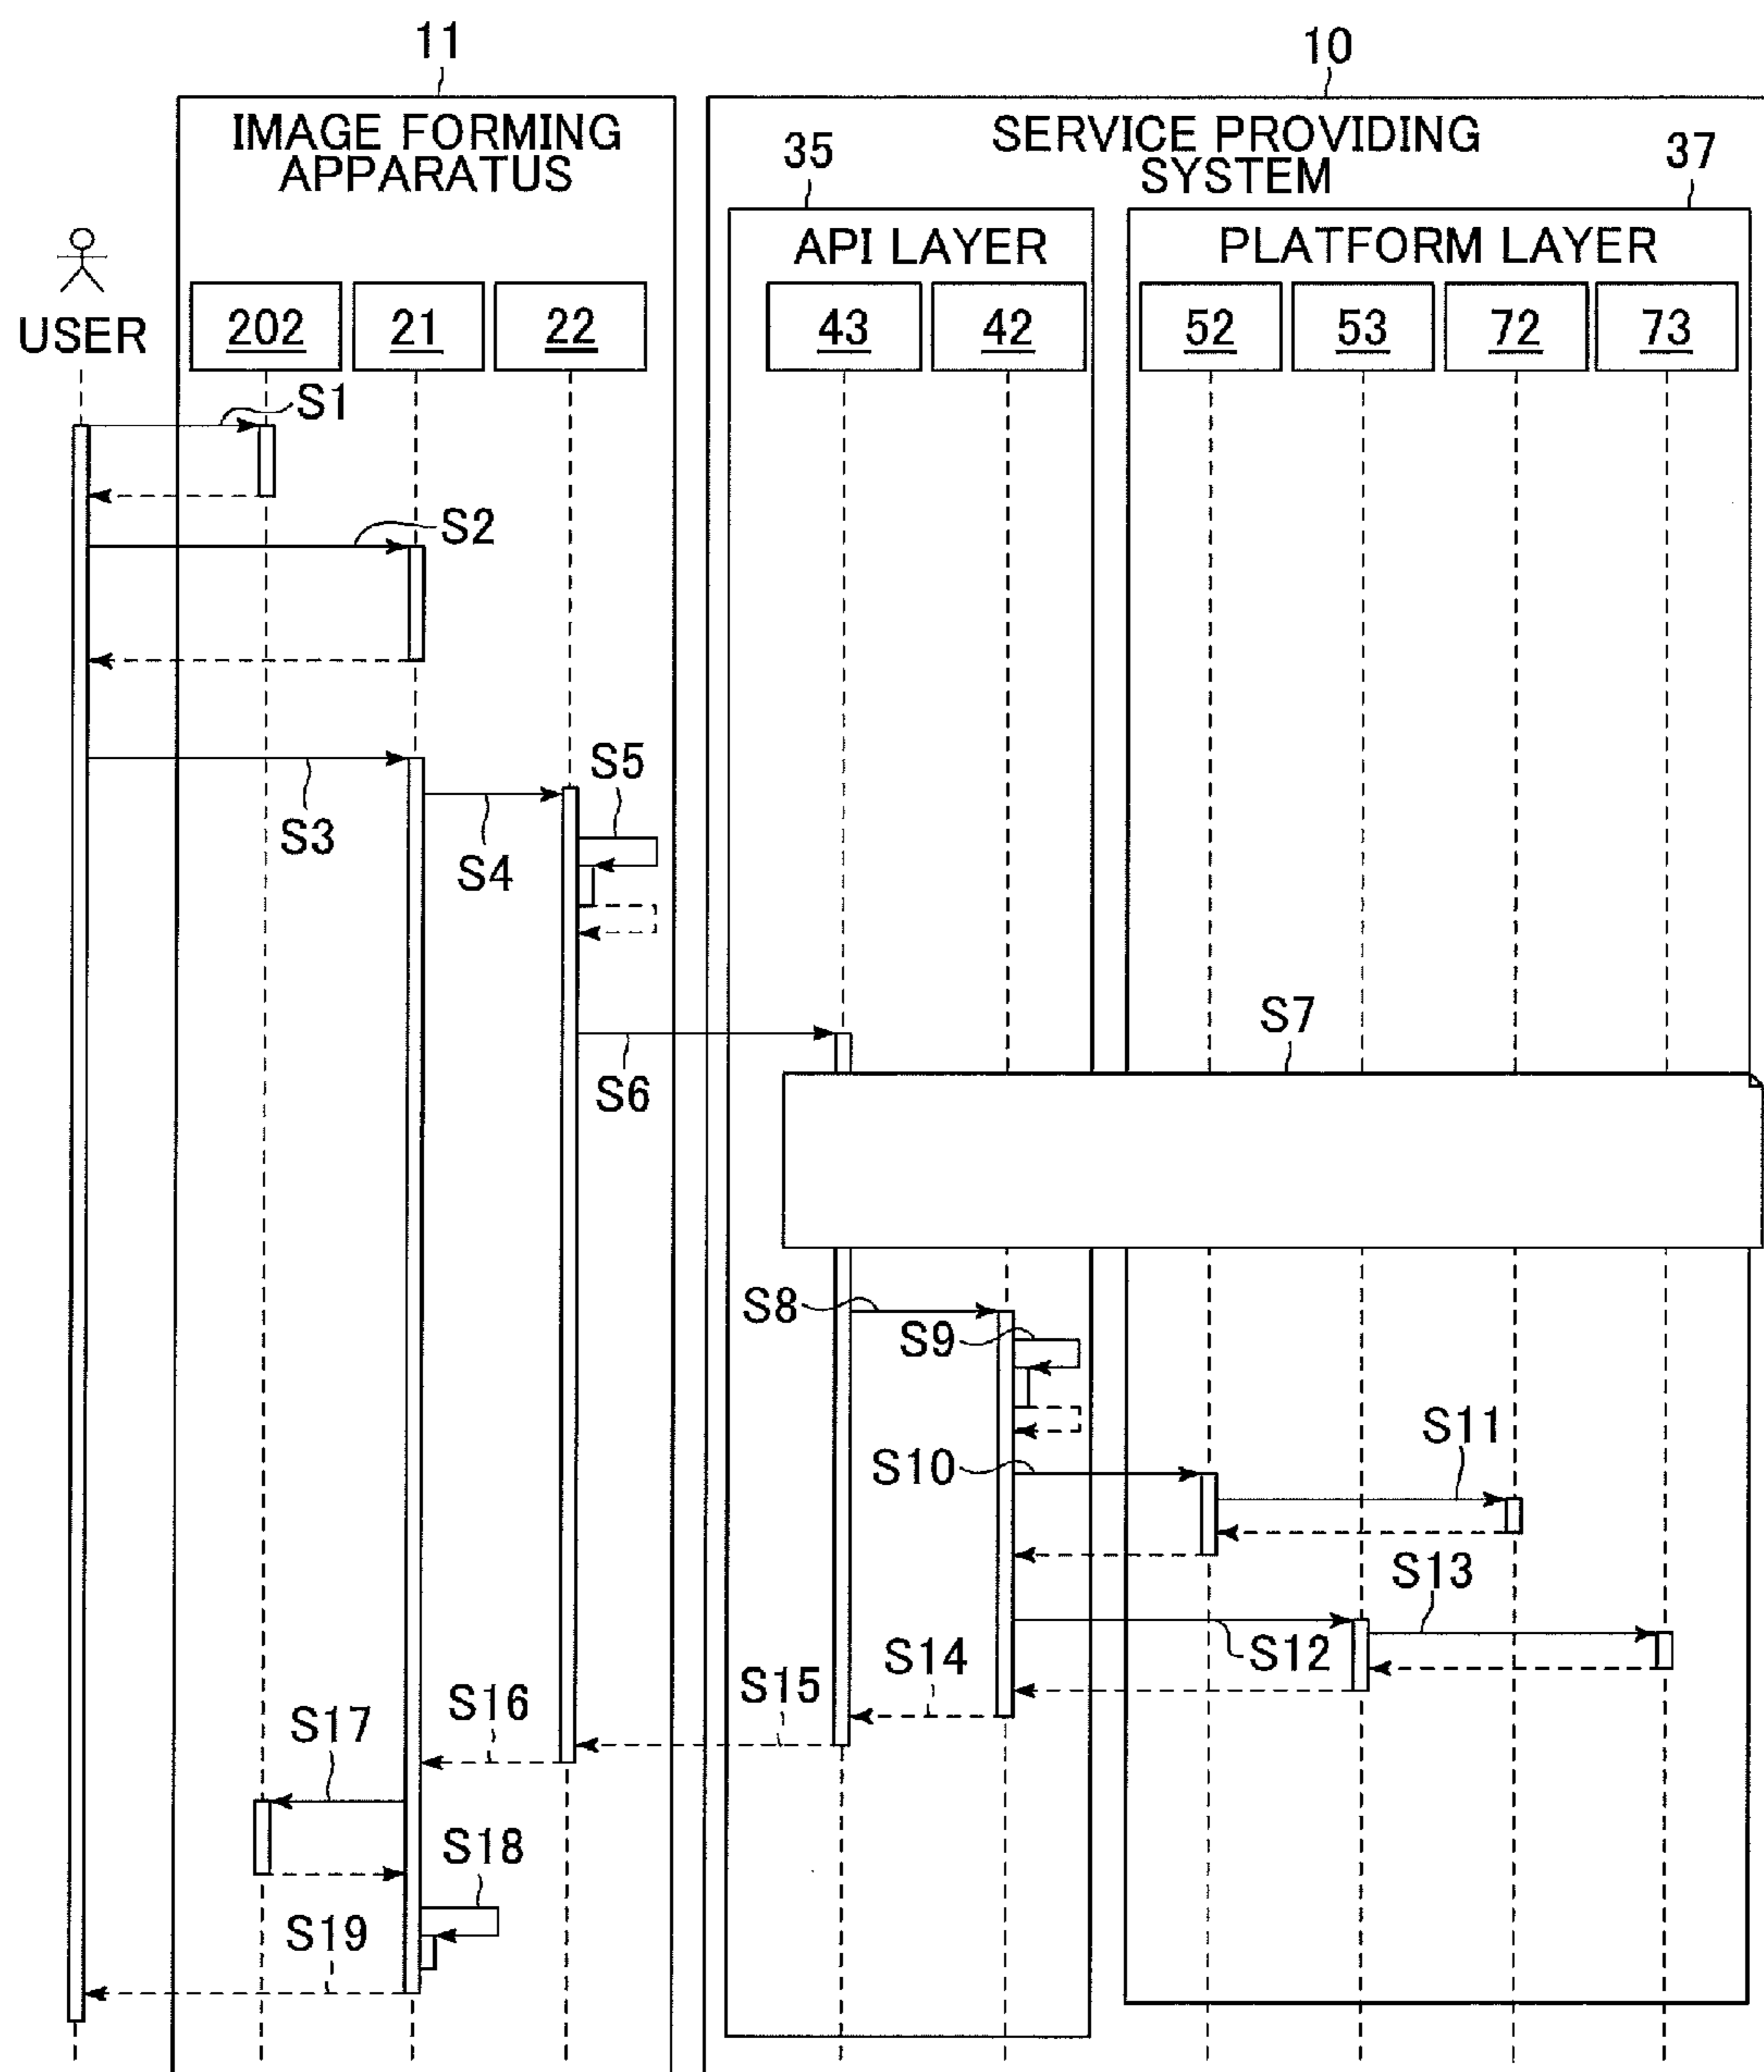 11
10
IMAGE FORMING
APPARATUS
SERVICE PROVIDING
SYSTEM
35
37
API LAYER
PLATFORM LAYER
USER
202
21
22
43
42
52
53
72
73
S1
S2
S3
S4
S5
S6
S7
S8
S9
S10
S11
S12
S13
S14
S15
S16
S17
S18
S19